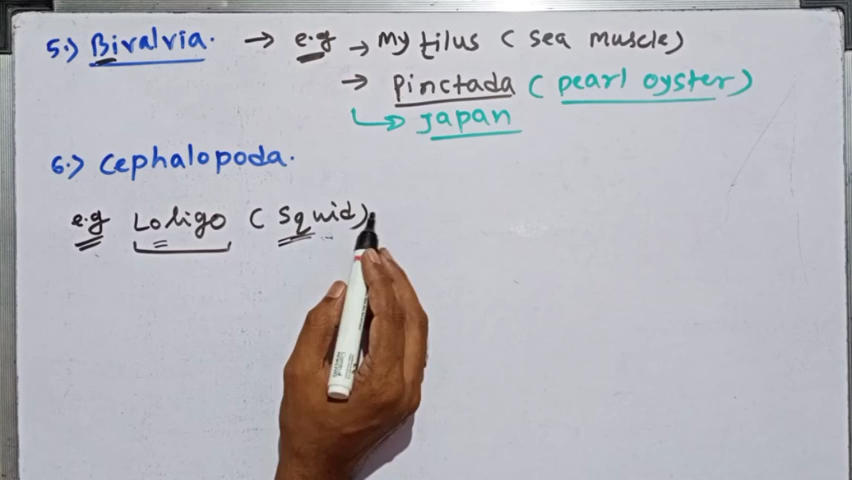 5.) Bivalvia. → e.g → Mytilus ( sea muscle)
→ Pinctada ( pearl oyster)
↳ Japan
6.) Cephalopoda.
e.g Loligo ( Squid)